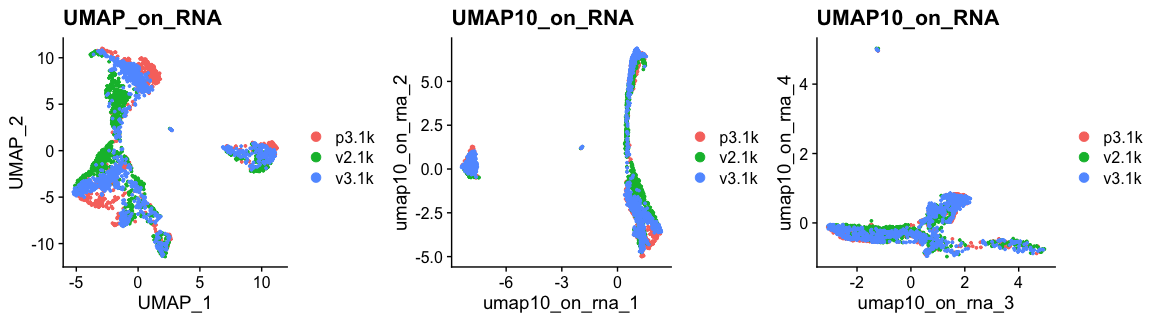 UMAP_on_RNA
10
5
0
-5
-10
UMAP_2
-5
0
5
10
UMAP_1
p3.1k
v2.1k
v3.1k
UMAP10_on_RNA
5.0
2.5
0.0
-2.5
-5.0
umap10_on_rna_2
-6
-3
0
umap10_on_rna_1
p3.1k
v2.1k
v3.1k
UMAP10_on_RNA
4
2
0
umap10_on_rna_4
-2
0
2
4
umap10_on_rna_3
p3.1k
v2.1k
v3.1k